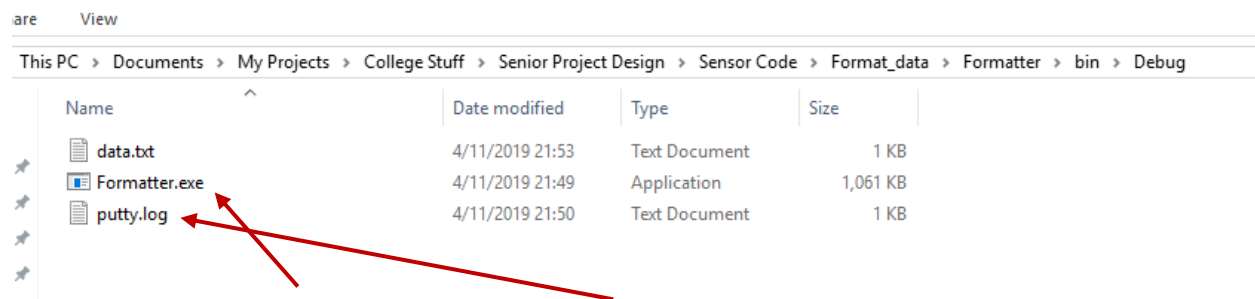 are View
This PC > Documents > My Projects > College Stuff > Senior Project Design > Sensor Code > Format_data > Formatter > bin > Debug
Name Date modified Type Size
data.txt 4/11/2019 21:53 Text Document 1 KB
Formatter.exe 4/11/2019 21:49 Application 1,061 KB
putty.log 4/11/2019 21:50 Text Document 1 KB